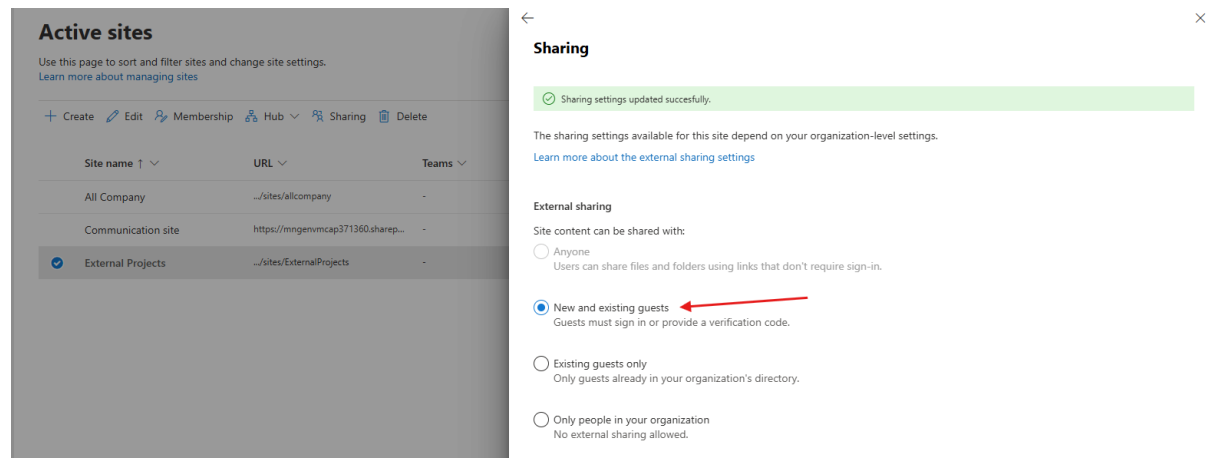 Active sites
Use this page to sort and filter sites and change site settings.
Learn more about managing sites
Create Edit Membership Hub Sharing Delete
Site name ↑ URL Teams
All Company .../sites/allcompany -
Communication site https://mngenvmcap371360.sharep... -
External Projects .../sites/ExternalProjects -
Sharing
Sharing settings updated succesfully.
The sharing settings available for this site depend on your organization-level settings.
Learn more about the external sharing settings
External sharing
Site content can be shared with:
Anyone
Users can share files and folders using links that don't require sign-in.
New and existing guests
Guests must sign in or provide a verification code.
Existing guests only
Only guests already in your organization's directory.
Only people in your organization
No external sharing allowed.